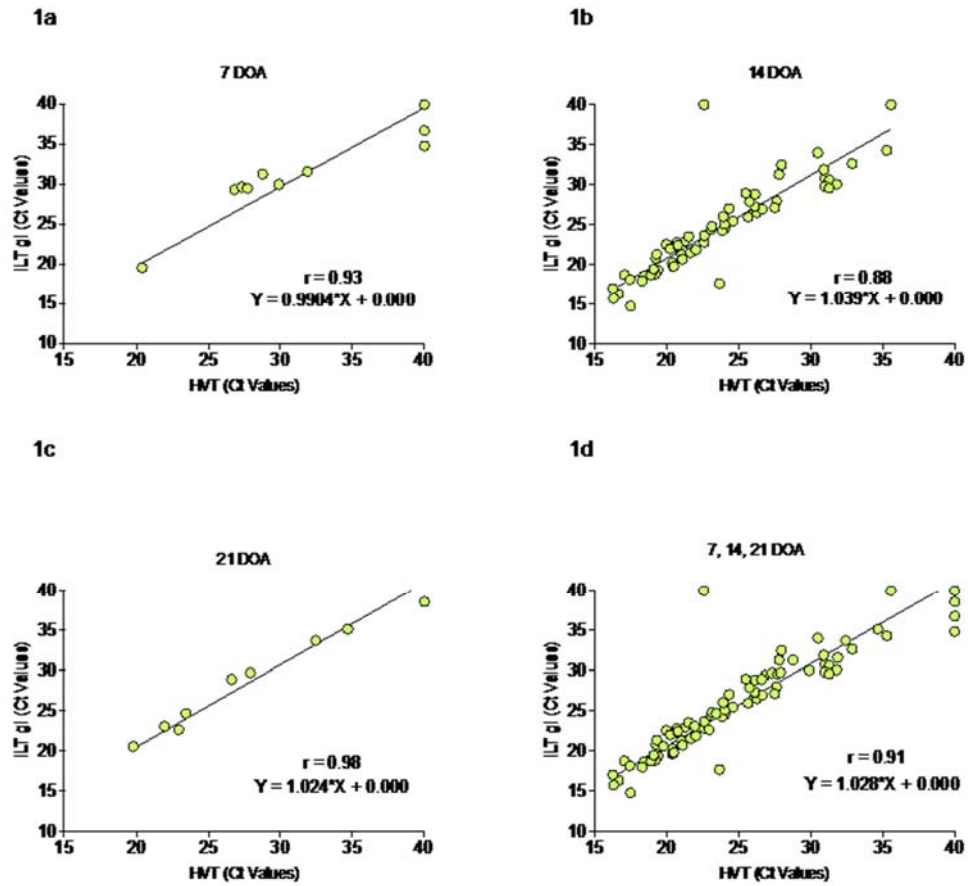 1a
1b
7 DOA
14 DOA
ILT gI (Ct Values)
40
35
30
25
20
15
10
r = 0.93
Y = 0.9904*X + 0.000
15 20 25 30 35 40
HVT (Ct Values)
ILT gI (Ct Values)
40
35
30
25
20
15
10
r = 0.88
Y = 1.039*X + 0.000
15 20 25 30 35 40
HVT (Ct Values)
1c
1d
21 DOA
7, 14, 21 DOA
ILT gI (Ct Values)
40
35
30
25
20
15
10
r = 0.98
Y = 1.024*X + 0.000
15 20 25 30 35 40
HVT (Ct Values)
ILT gI (Ct Values)
40
35
30
25
20
15
10
r = 0.91
Y = 1.028*X + 0.000
15 20 25 30 35 40
HVT (Ct Values)